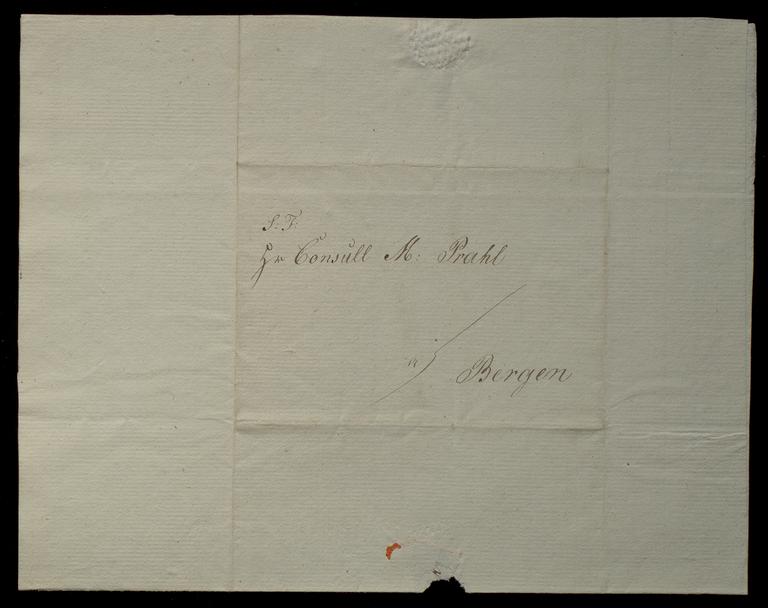 S: T:
Hr Consull M: Prahl
Bergen